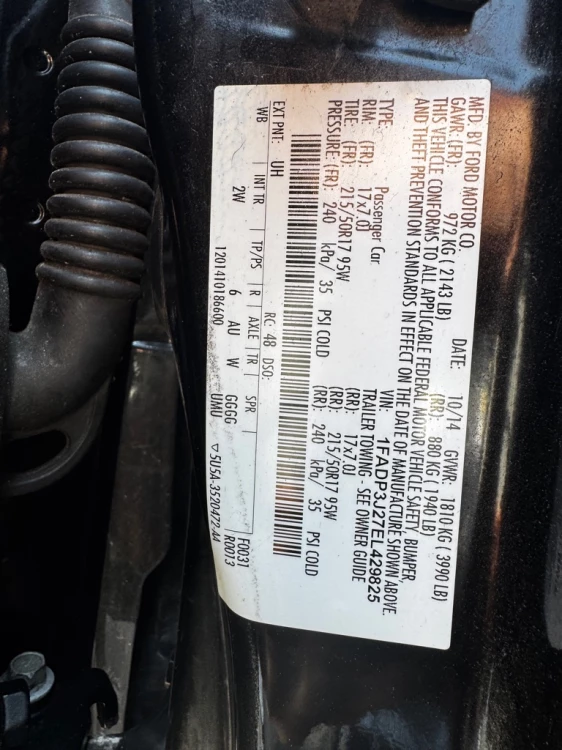 MFD BY FORD MOTOR CO. DATE: 10/14 GVWR: 1810 KG ( 3990 LB)
GAWR: (FR): 972 KG ( 2143 LB) (RR): 880 KG ( 1940 LB)
THIS VEHICLE CONFORMS TO ALL APPLICABLE FEDERAL MOTOR VEHICLE SAFETY, BUMPER,
AND THEFT PREVENTION STANDARDS IN EFFECT ON THE DATE OF MANUFACTURE SHOWN ABOVE
VIN: 1FADP3J27EL429825
TYPE: Passenger Car TRAILER TOWING - SEE OWNER GUIDE
RIM: (FR) 17x7.0J (RR): 17x7.0J
TIRE: (FR): 215/50R17 95W (RR): 215/50R17 95W
PRESSURE: (FR): 240 kPa/ 35 PSI COLD (RR): 240 kPa/ 35 PSI COLD
EXT PNT: UH RC: 48 DSO: F0031
WB | INT TR | TP/PS | R | AXLE | TR | SPR R0073
2W 6 AU W GGGG
1201410186600 UMU ▽5U5A-3520472-AA